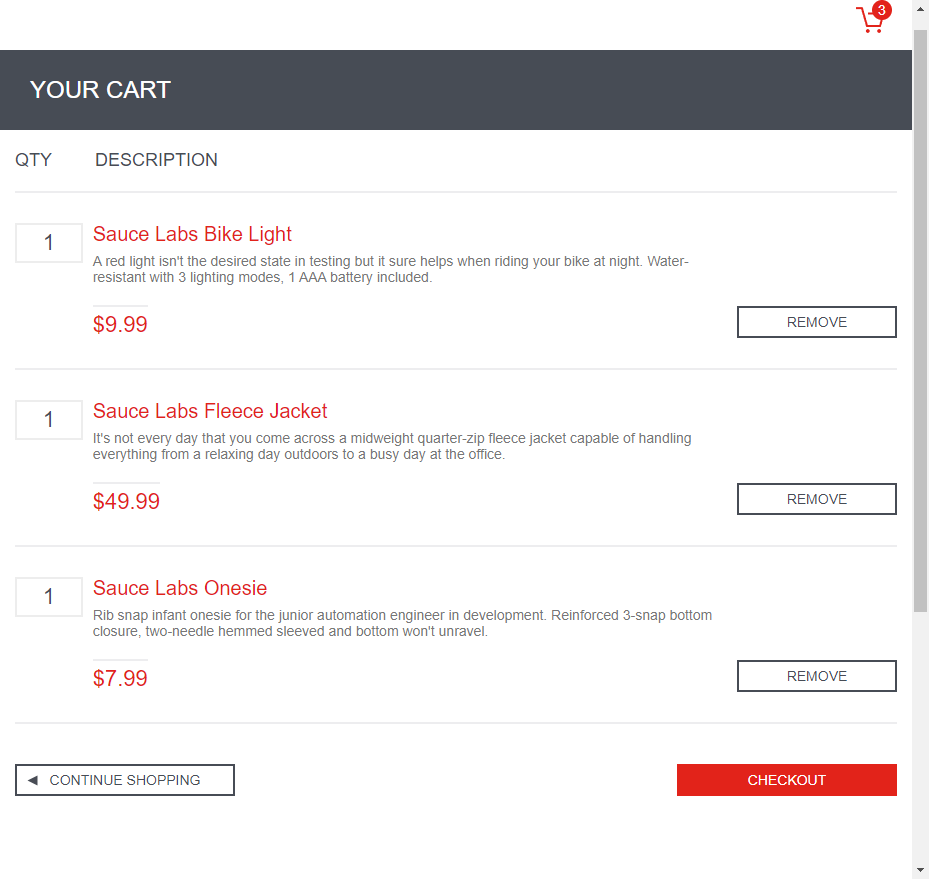 3
YOUR CART
QTY DESCRIPTION
1 Sauce Labs Bike Light
A red light isn't the desired state in testing but it sure helps when riding your bike at night. Water-
resistant with 3 lighting modes, 1 AAA battery included.
$9.99 REMOVE
1 Sauce Labs Fleece Jacket
It's not every day that you come across a midweight quarter-zip fleece jacket capable of handling
everything from a relaxing day outdoors to a busy day at the office.
$49.99 REMOVE
1 Sauce Labs Onesie
Rib snap infant onesie for the junior automation engineer in development. Reinforced 3-snap bottom
closure, two-needle hemmed sleeved and bottom won't unravel.
$7.99 REMOVE
CONTINUE SHOPPING CHECKOUT